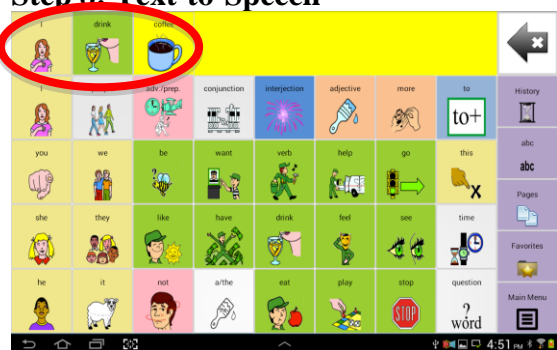 Step Text-to-Speech
I drink coffee
I adv./prep. conjunction interjection adjective more to History
to+
you we be want verb help go this abc
X abc
she they like have drink feel see time Pages
Favorites
he it not a/the eat play stop question Main Menu
STOP ? word
4:51 PM